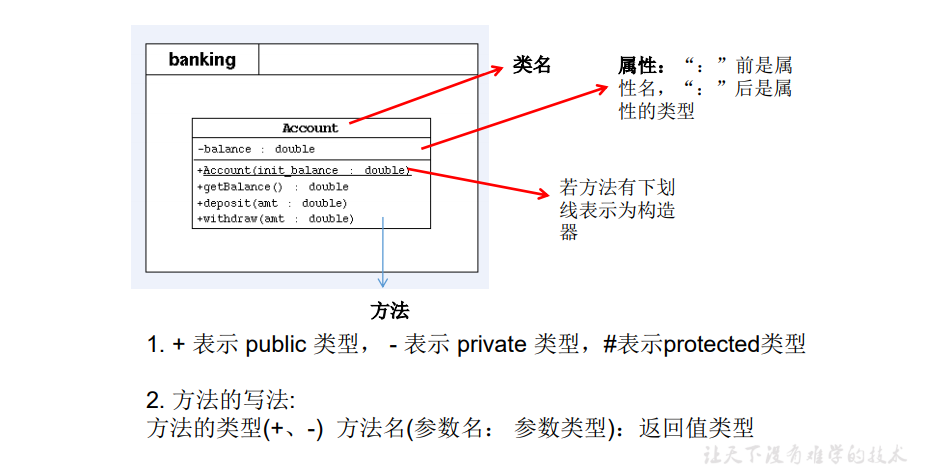 banking
类名
属性：“：”前是属
性名，“：”后是属
性的类型
Account
-balance : double
+Account(init_balance : double)
+getBalance() : double
+deposit(amt : double)
+withdraw(amt : double)
若方法有下划
线表示为构造
器
方法
1. + 表示 public 类型， - 表示 private 类型，#表示protected类型
2. 方法的写法:
方法的类型(+、-) 方法名(参数名： 参数类型)：返回值类型
让天下没有难学的技术